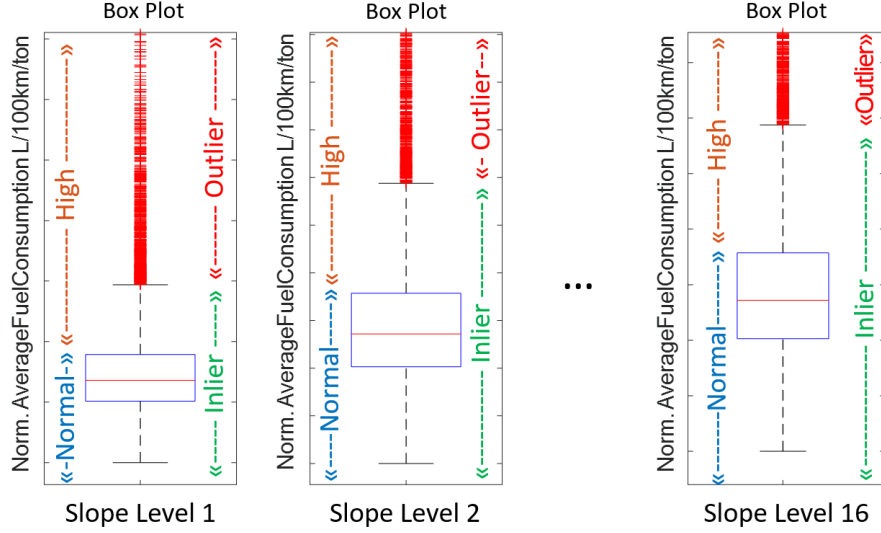 Box Plot
Norm. AverageFuelConsumption L/100km/ton
High
Normal
Outlier
Inlier
Slope Level 1
Box Plot
Norm. AverageFuelConsumption L/100km/ton
High
Normal
Outlier
Inlier
Slope Level 2
...
Box Plot
Norm. AverageFuelConsumption L/100km/ton
High
Normal
Outlier
Inlier
Slope Level 16